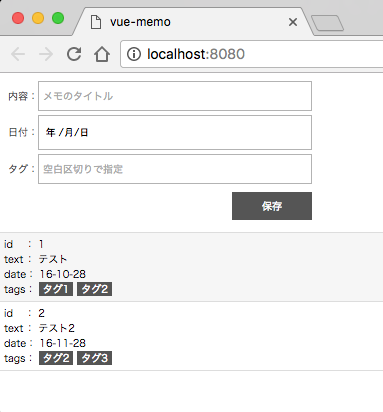 vue-memo
localhost:8080
内容： メモのタイトル
日付： 年 /月/日
タグ： 空白区切りで指定
保存
id ： 1
text ： テスト
date ： 16-10-28
tags ： タグ1 タグ2
id ： 2
text ： テスト2
date ： 16-11-28
tags ： タグ2 タグ3